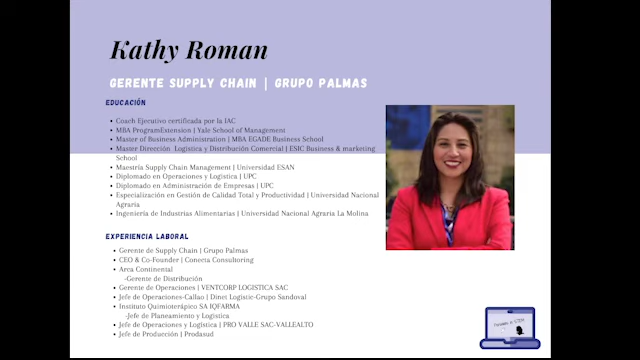 Kathy Roman
GERENTE SUPPLY CHAIN | GRUPO PALMAS
EDUCACIÓN
Coach Ejecutivo certificada por la IAC
MBA ProgramExtension | Yale School of Management
Master of Business Administration | MBA EGADE Business School
Master Dirección Logística y Distribución Comercial | ESIC Business & marketing
School
Maestría Supply Chain Management | Universidad ESAN
Diplomado en Operaciones y Logística | UPC
Diplomado en Administración de Empresas | UPC
Especialización en Gestión de Calidad Total y Productividad | Universidad Nacional
Agraria
Ingeniería de Industrias Alimentarias | Universidad Nacional Agraria La Molina
EXPERIENCIA LABORAL
Gerente de Supply Chain | Grupo Palmas
CEO & Co-Founder | Conecta Consultoring
Arca Continental
-Gerente de Distribución
Gerente de Operaciones | VENTCORP LOGISTICA SAC
Jefe de Operaciones-Callao | Dinet Logistic-Grupo Sandoval
Instituto Quimioterápico SA IQFARMA
-Jefe de Planeamiento y Logística
Jefe de Operaciones y Logística | PRO VALLE SAC-VALLEALTO
Jefe de Producción | Prodasud